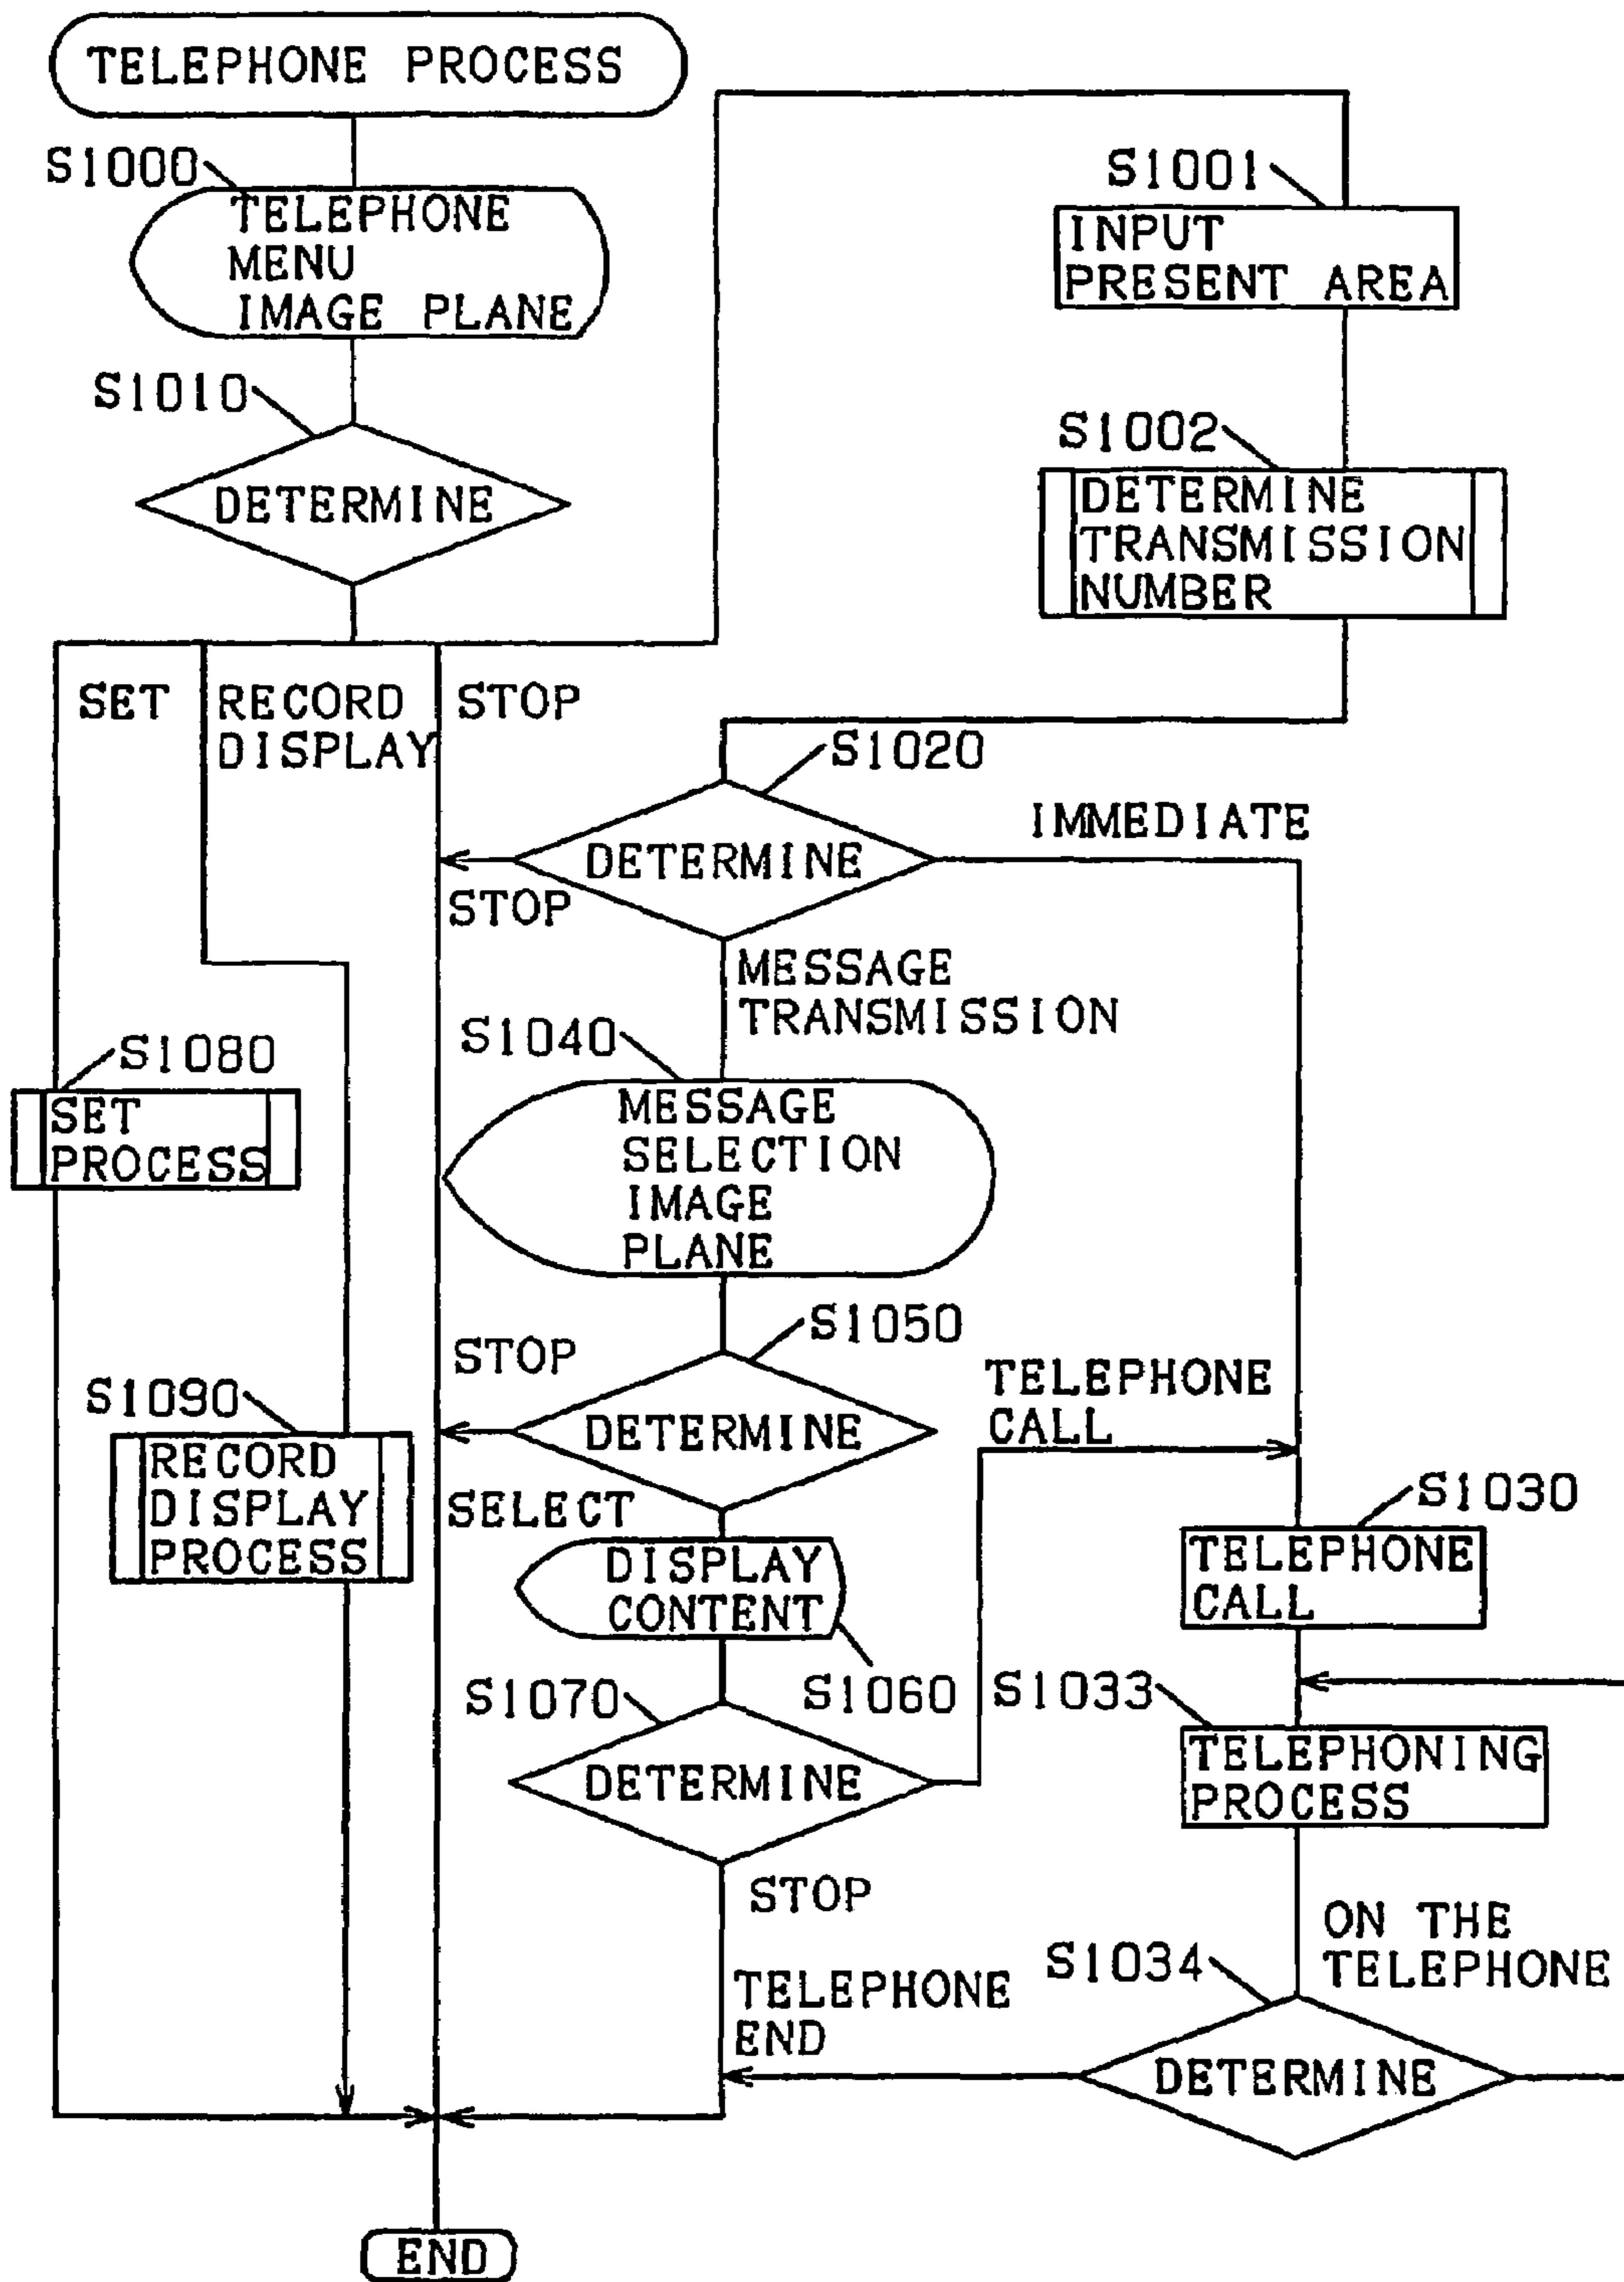 TELEPHONE PROCESS
S1000
TELEPHONE
MENU
IMAGE PLANE
S1010
DETERMINE
SET
RECORD
DISPLAY
STOP
S1001
INPUT
PRESENT AREA
S1002
DETERMINE
TRANSMISSION
NUMBER
S1020
DETERMINE
IMMEDIATE
STOP
MESSAGE
TRANSMISSION
S1040
MESSAGE
SELECTION
IMAGE
PLANE
S1080
SET
PROCESS
S1050
STOP
DETERMINE
SELECT
TELEPHONE
CALL
S1090
RECORD
DISPLAY
PROCESS
DISPLAY
CONTENT
S1060
S1030
TELEPHONE
CALL
S1070
DETERMINE
STOP
S1033
TELEPHONING
PROCESS
ON THE
TELEPHONE
S1034
DETERMINE
TELEPHONE
END
END